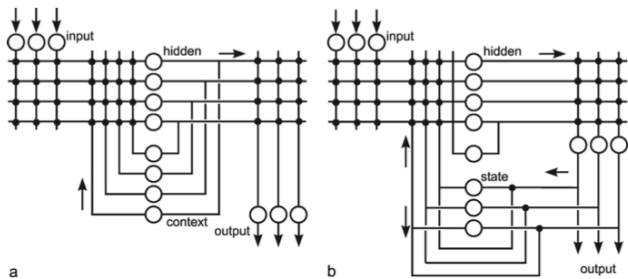 input
hidden
context
output
a
input
hidden
state
output
b